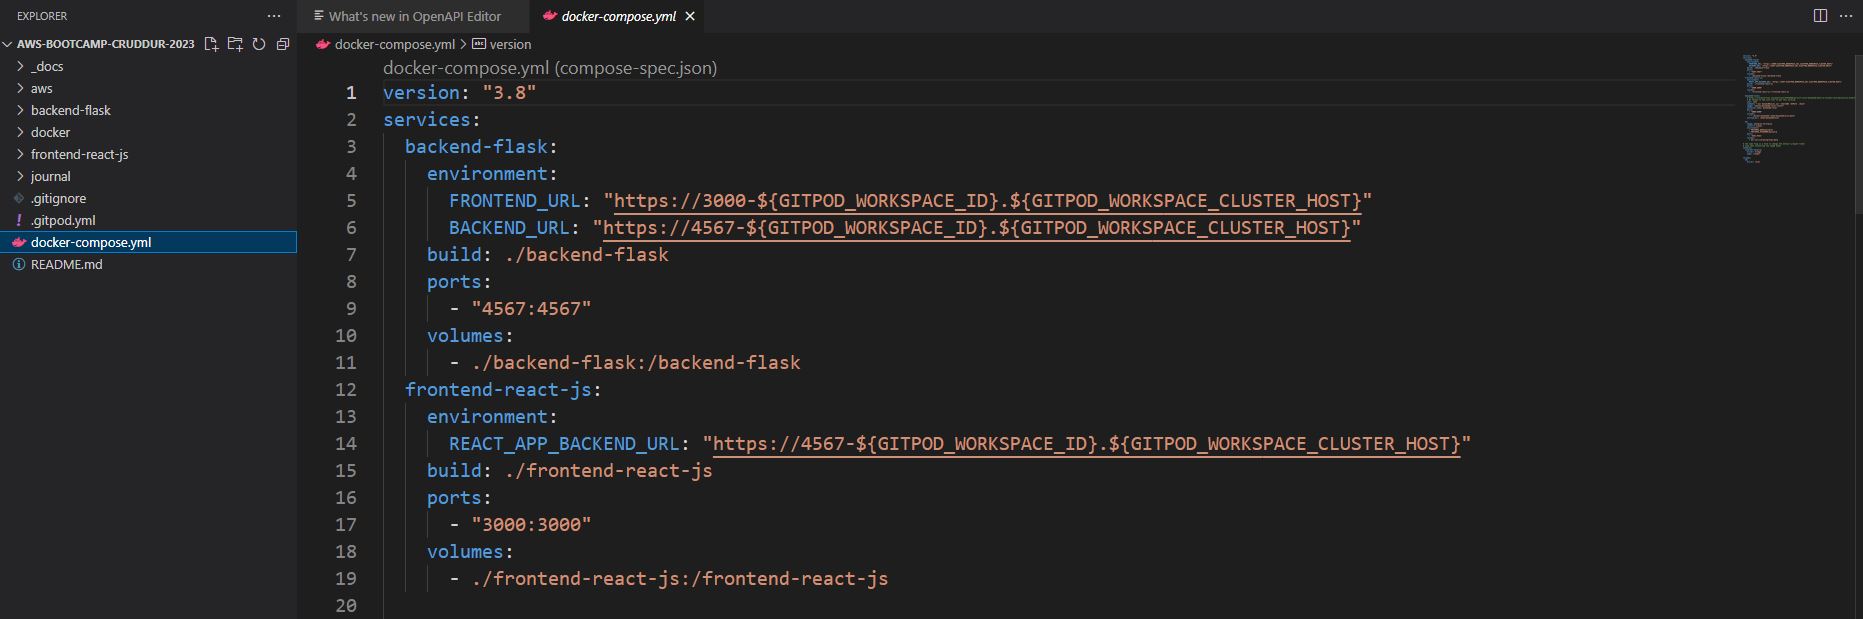 EXPLORER
AWS-BOOTCAMP-CRUDDUR-2023
_docs
aws
backend-flask
docker
frontend-react-js
journal
.gitignore
.gitpod.yml
docker-compose.yml
README.md
What's new in OpenAPI Editor
docker-compose.yml
docker-compose.yml > version
docker-compose.yml (compose-spec.json)
1 version: "3.8"
2 services:
3 backend-flask:
4 environment:
5 FRONTEND_URL: "https://3000-${GITPOD_WORKSPACE_ID}.${GITPOD_WORKSPACE_CLUSTER_HOST}"
6 BACKEND_URL: "https://4567-${GITPOD_WORKSPACE_ID}.${GITPOD_WORKSPACE_CLUSTER_HOST}"
7 build: ./backend-flask
8 ports:
9 - "4567:4567"
10 volumes:
11 - ./backend-flask:/backend-flask
12 frontend-react-js:
13 environment:
14 REACT_APP_BACKEND_URL: "https://4567-${GITPOD_WORKSPACE_ID}.${GITPOD_WORKSPACE_CLUSTER_HOST}"
15 build: ./frontend-react-js
16 ports:
17 - "3000:3000"
18 volumes:
19 - ./frontend-react-js:/frontend-react-js
20